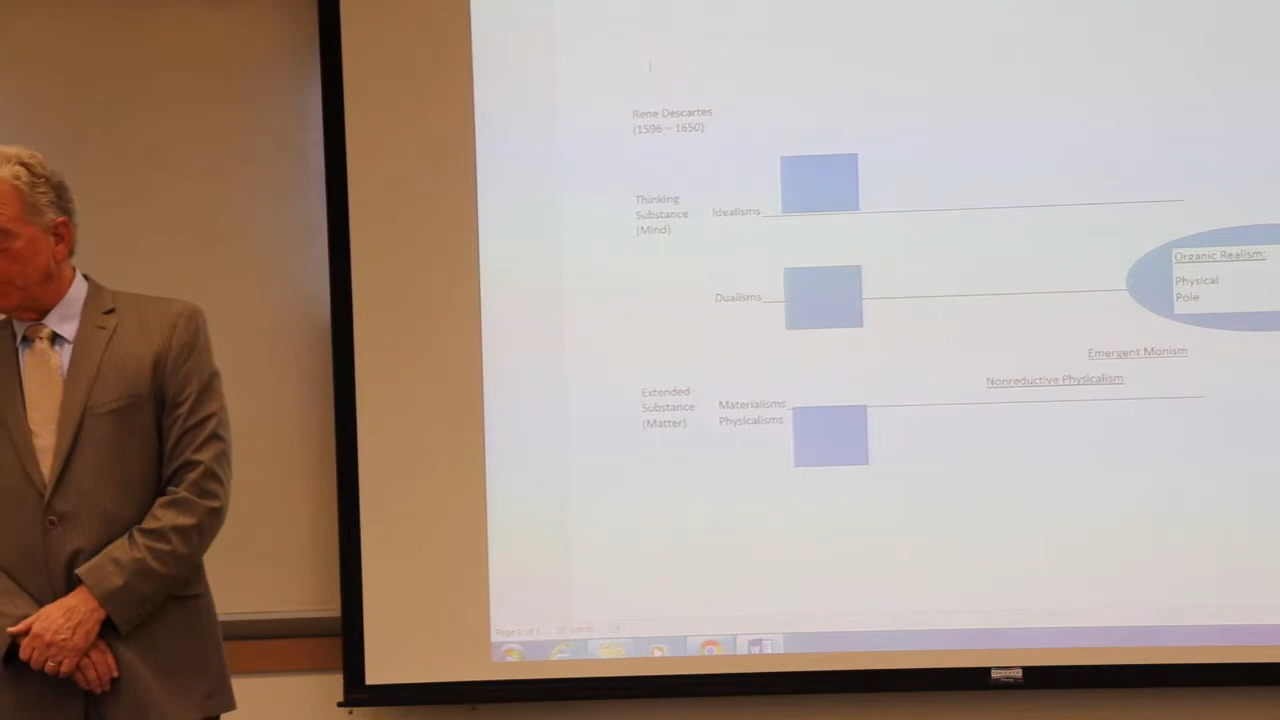 Rene Descartes
(1596 – 1650)
Thinking
Substance
(Mind)
Idealisms
Dualisms
Organic Realism:
Physical
Pole
Emergent Monism
Nonreductive Physicalism
Extended
Substance
(Matter)
Materialisms
Physicalisms